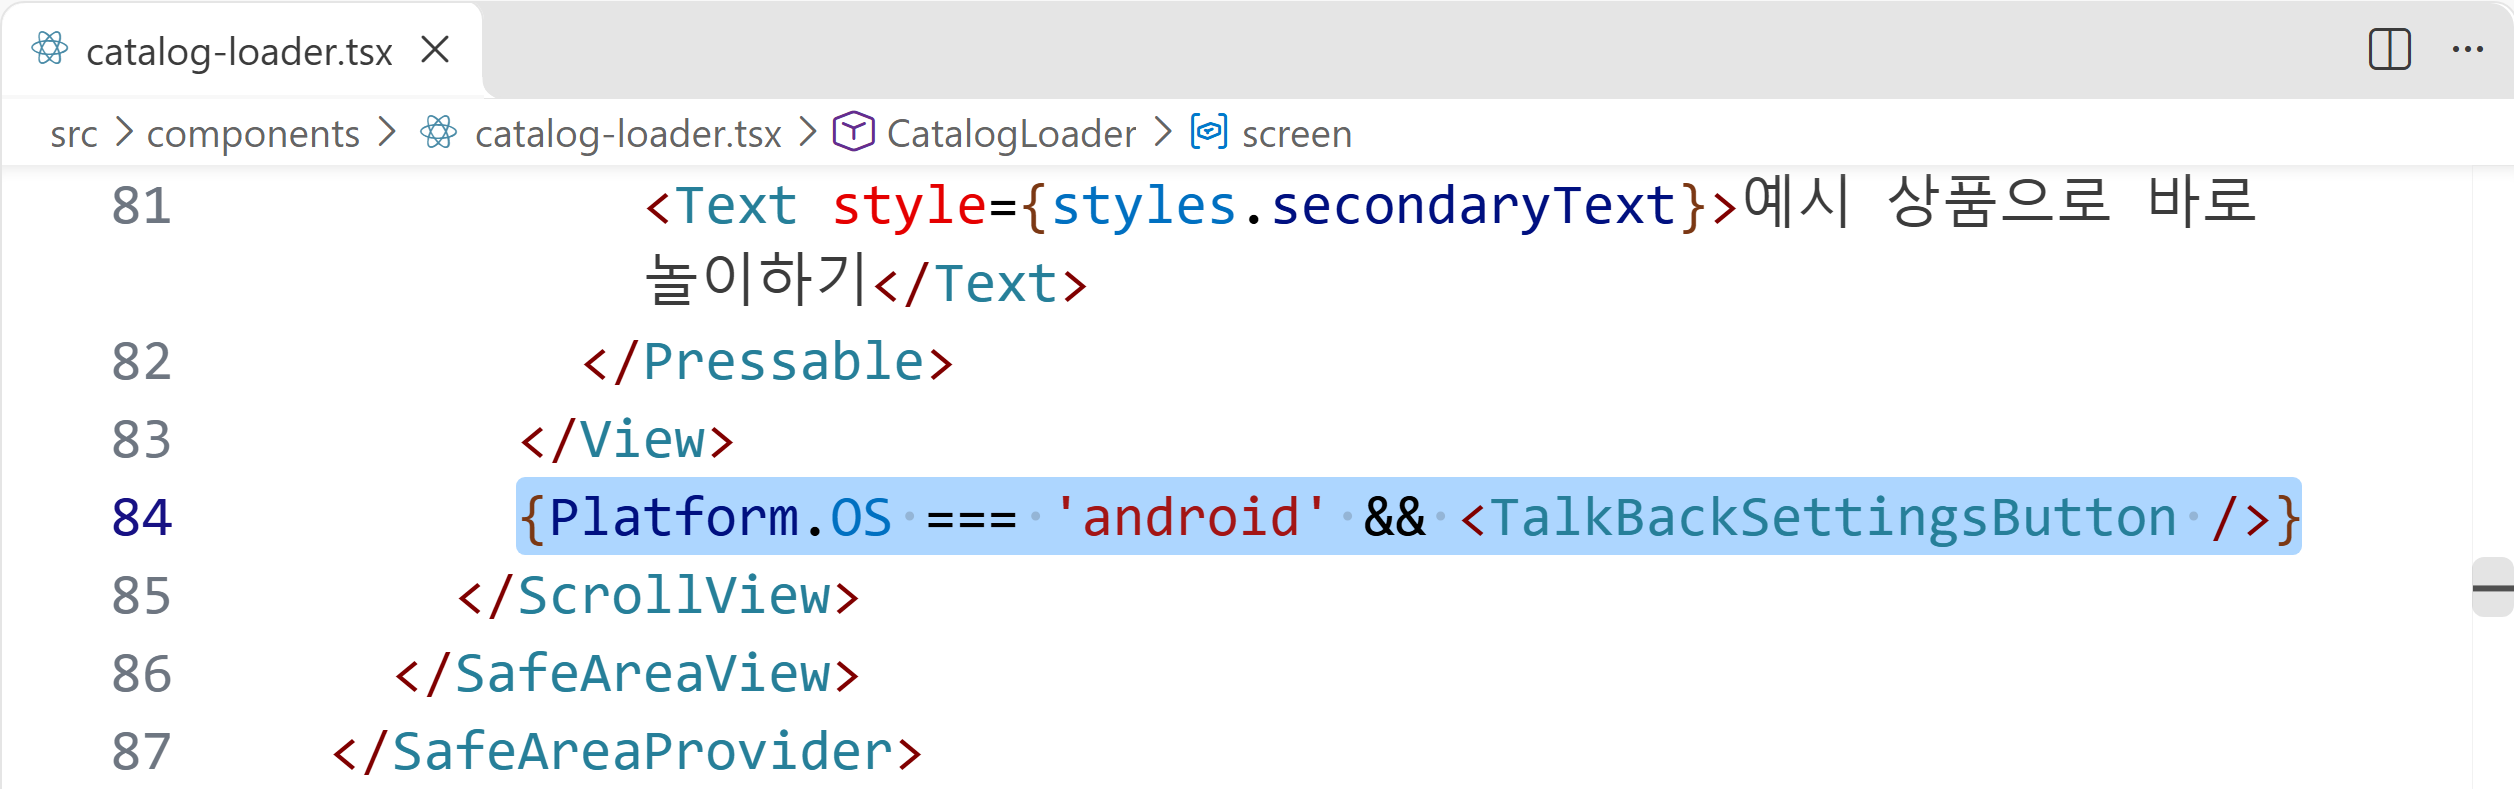 catalog-loader.tsx
src > components > catalog-loader.tsx > CatalogLoader > screen
81 <Text style={styles.secondaryText}>예시 상품으로 바로
놀이하기</Text>
82 </Pressable>
83 </View>
84 {Platform.OS === 'android' && <TalkBackSettingsButton />}
85 </ScrollView>
86 </SafeAreaView>
87 </SafeAreaProvider>